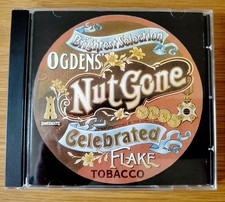 Brightest Selection
OGDENS'
NUT GONE
Celebrated
FLAKE
TOBACCO